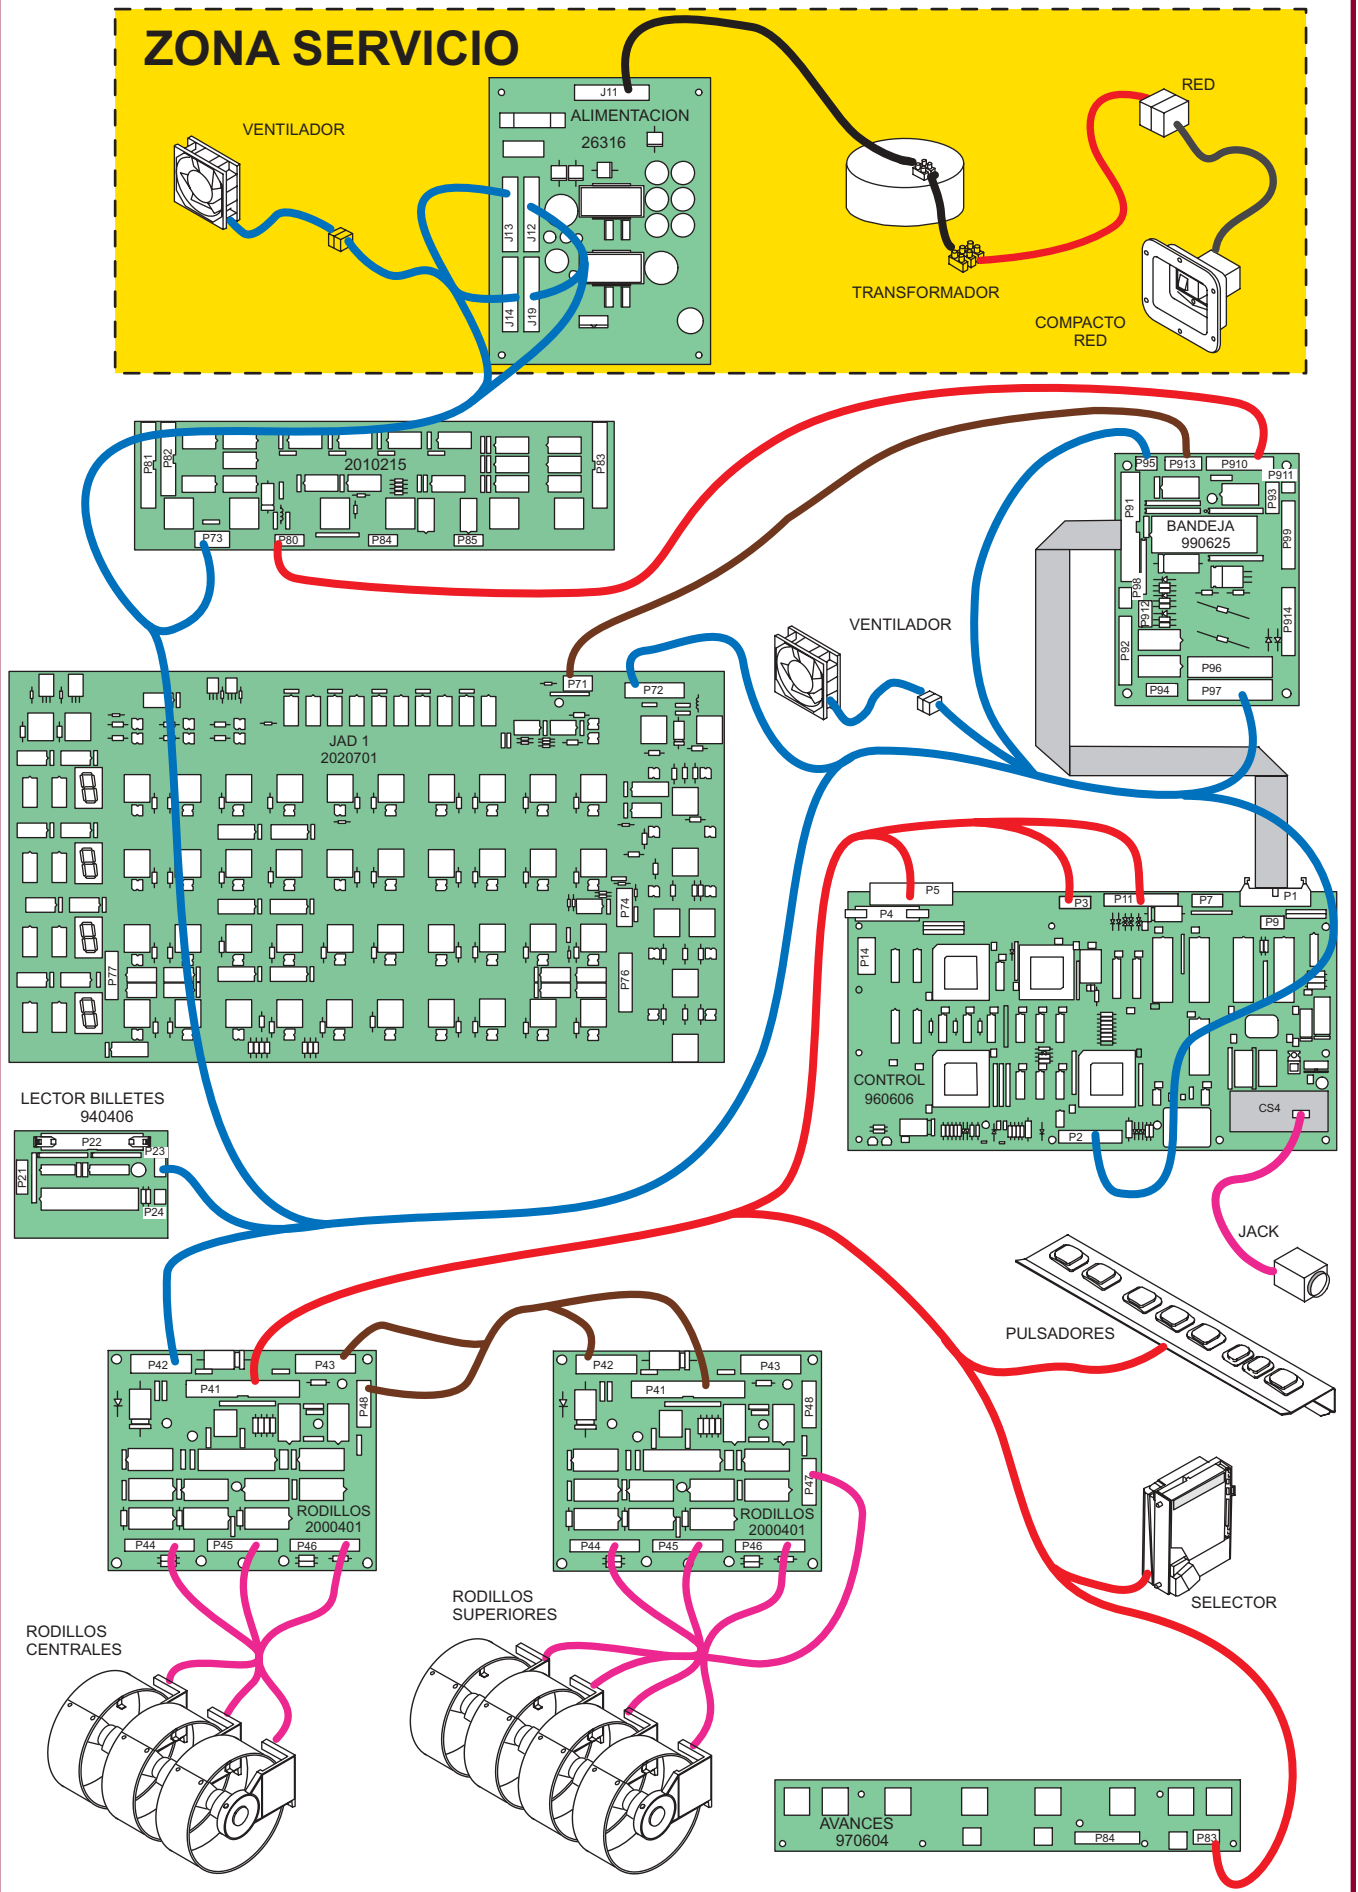 ZONA SERVICIO
J11
ALIMENTACION
26316
VENTILADOR
RED
J13
J12
J14
J19
TRANSFORMADOR
COMPACTO
RED
P81
P82
2010215
P83
P73
P80
P84
P85
P95
P913
P910
P911
P91
P93
BANDEJA
990625
P99
P98
P912
P914
P92
P96
P94
P97
VENTILADOR
P71
P72
JAD 1
2020701
P74
P77
P76
P5
P4
P3
P11
P7
P1
P9
P14
CONTROL
960606
CS4
P2
LECTOR BILLETES
940406
P22
P23
P21
P24
JACK
PULSADORES
P42
P43
P41
P48
RODILLOS
2000401
P44
P45
P46
P42
P43
P41
P48
P47
RODILLOS
2000401
P44
P45
P46
SELECTOR
RODILLOS
SUPERIORES
RODILLOS
CENTRALES
AVANCES
970604
P84
P83